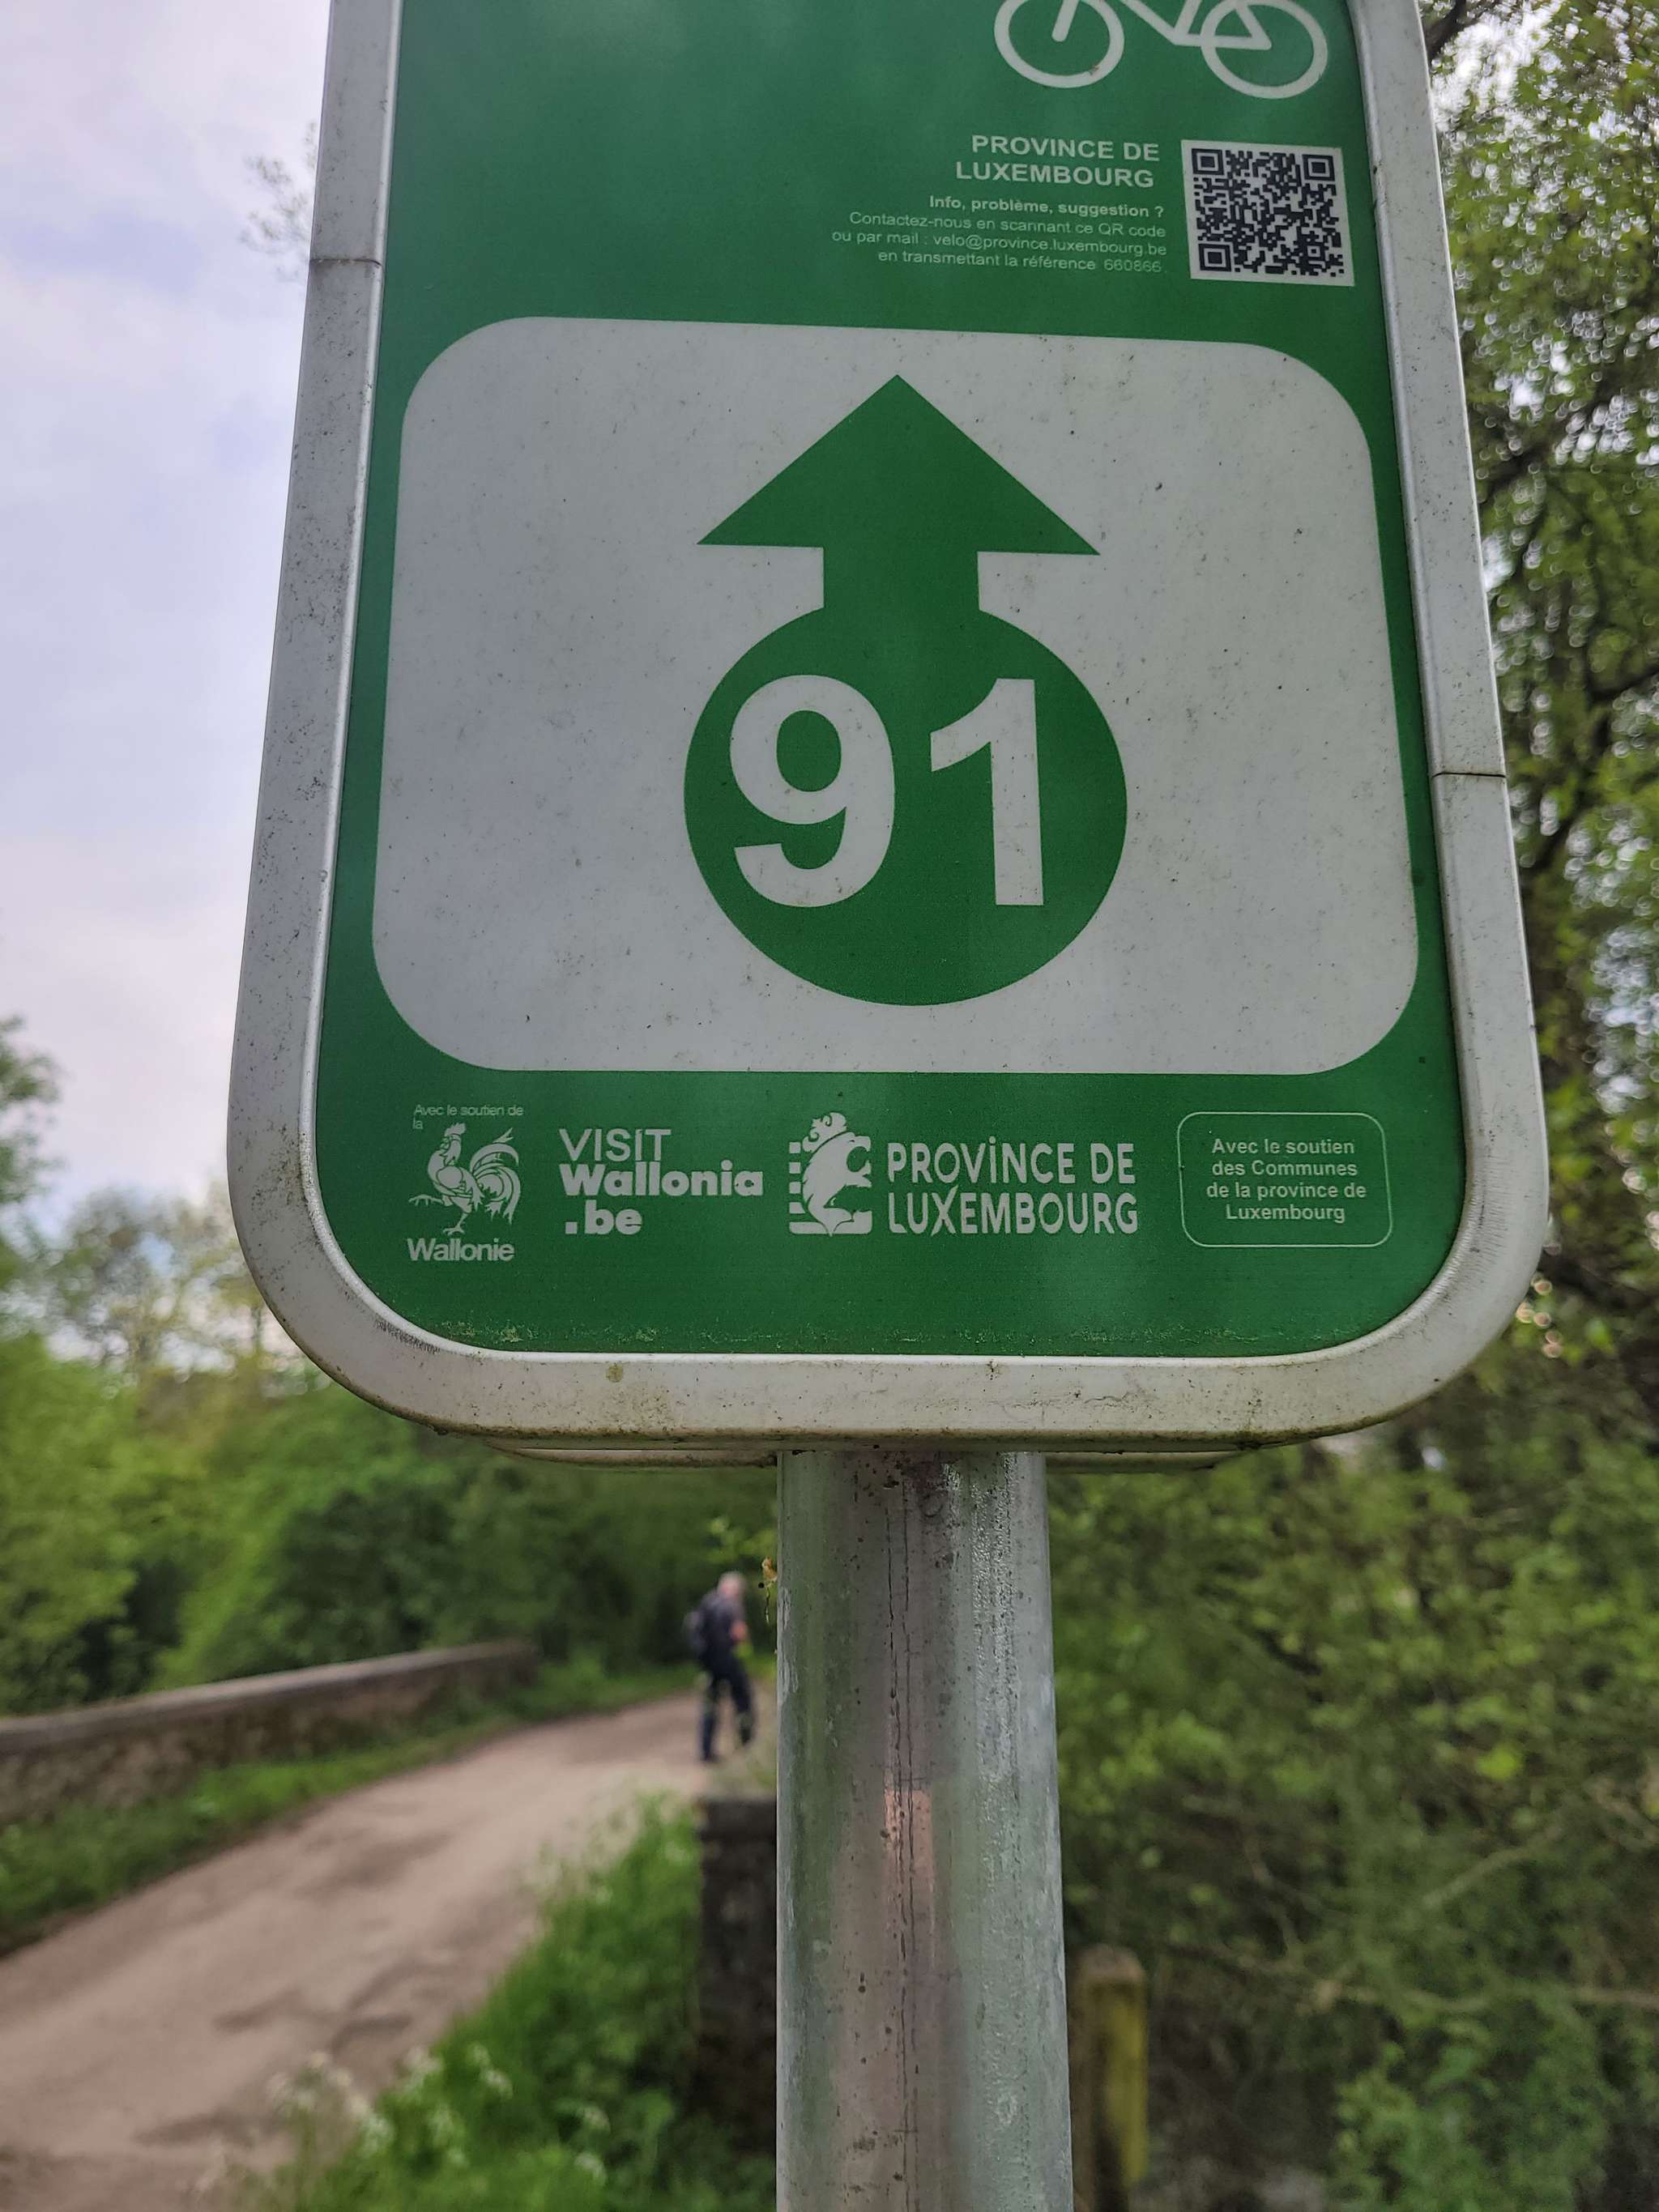 PROVINCE DE
LUXEMBOURG
Info, problème, suggestion ?
Contactez-nous en scannant ce QR code
ou par mail : velo@province.luxembourg.be
en transmettant la référence 660866
91
Avec le soutien de
la
Wallonie
VISIT
Wallonia
.be
PROVINCE DE
LUXEMBOURG
Avec le soutien
des Communes
de la province de
Luxembourg